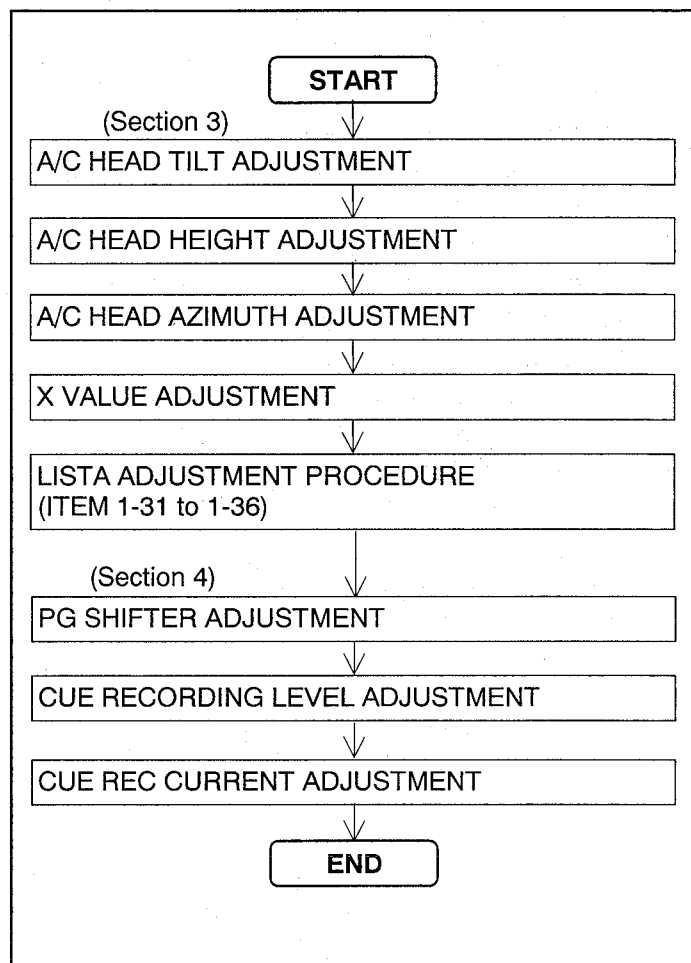 START
(Section 3)
A/C HEAD TILT ADJUSTMENT
A/C HEAD HEIGHT ADJUSTMENT
A/C HEAD AZIMUTH ADJUSTMENT
X VALUE ADJUSTMENT
LISTA ADJUSTMENT PROCEDURE
(ITEM 1-31 to 1-36)
(Section 4)
PG SHIFTER ADJUSTMENT
CUE RECORDING LEVEL ADJUSTMENT
CUE REC CURRENT ADJUSTMENT
END